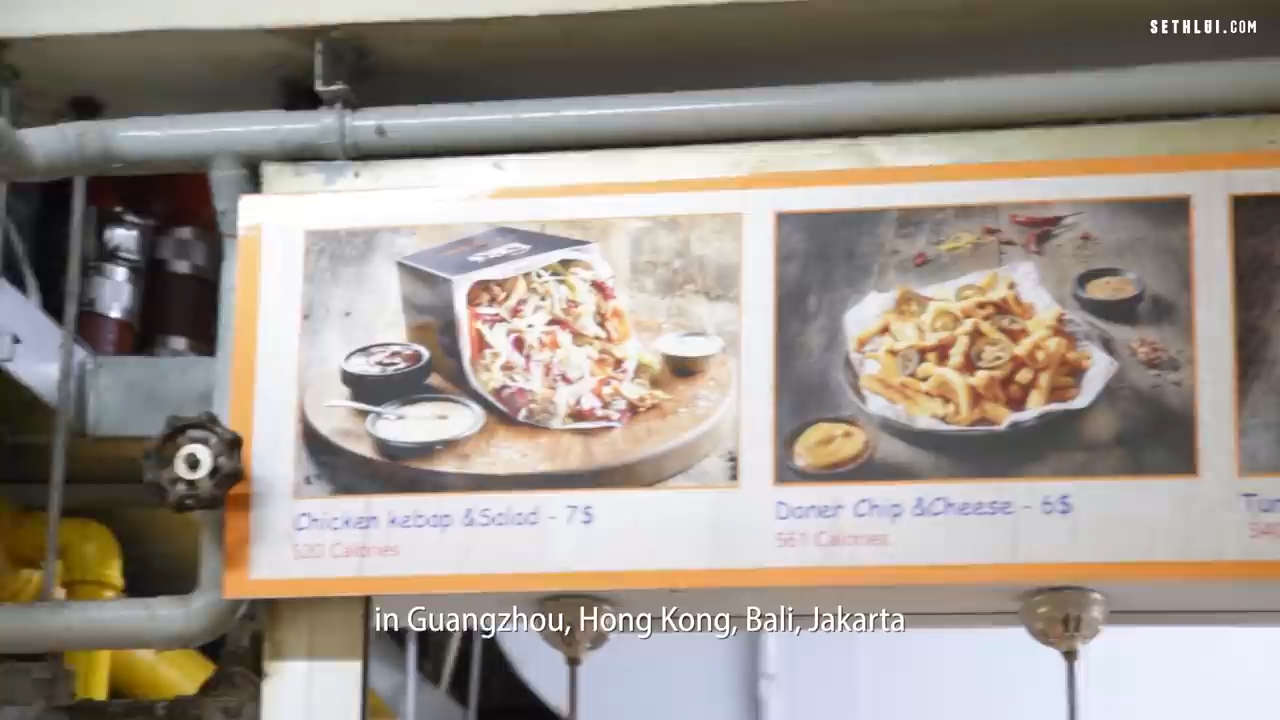 SETHLUI.COM
Chicken kebap &Salad - 7$
520 Calories
Doner Chip &Cheese - 6$
561 Calories
in Guangzhou, Hong Kong, Bali, Jakarta